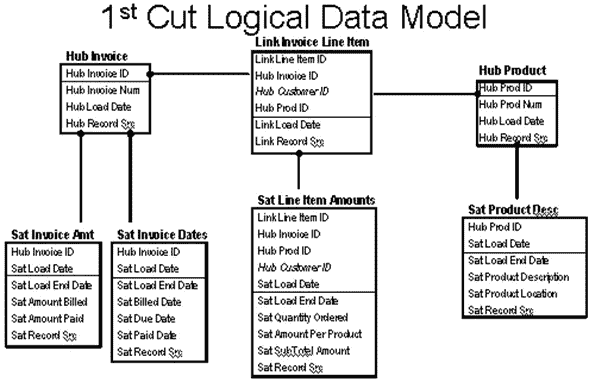 1st Cut Logical Data Model
Hub Invoice
Hub Invoice ID
Hub Invoice Num
Hub Load Date
Hub Record Src
Link Invoice Line Item
Link Line Item ID
Hub Invoice ID
Hub Customer ID
Hub Prod ID
Link Load Date
Link Record Src
Hub Product
Hub Prod ID
Hub Prod Num
Hub Load Date
Hub Record Src
Sat Invoice Amt
Hub Invoice ID
Sat Load Date
Sat Load End Date
Sat Amount Billed
Sat Amount Paid
Sat Record Src
Sat Invoice Dates
Hub Invoice ID
Sat Load Date
Sat Load End Date
Sat Billed Date
Sat Due Date
Sat Paid Date
Sat Record Src
Sat Line Item Amounts
Link Line Item ID
Hub Invoice ID
Hub Prod ID
Hub Customer ID
Sat Load Date
Sat Load End Date
Sat Quantity Ordered
Sat Amount Per Product
Sat SubTotel Amount
Sat Record Src
Sat Product Desc
Hub Prod ID
Sat Load Date
Sat Load End Date
Sat Product Description
Sat Product Location
Sat Record Src